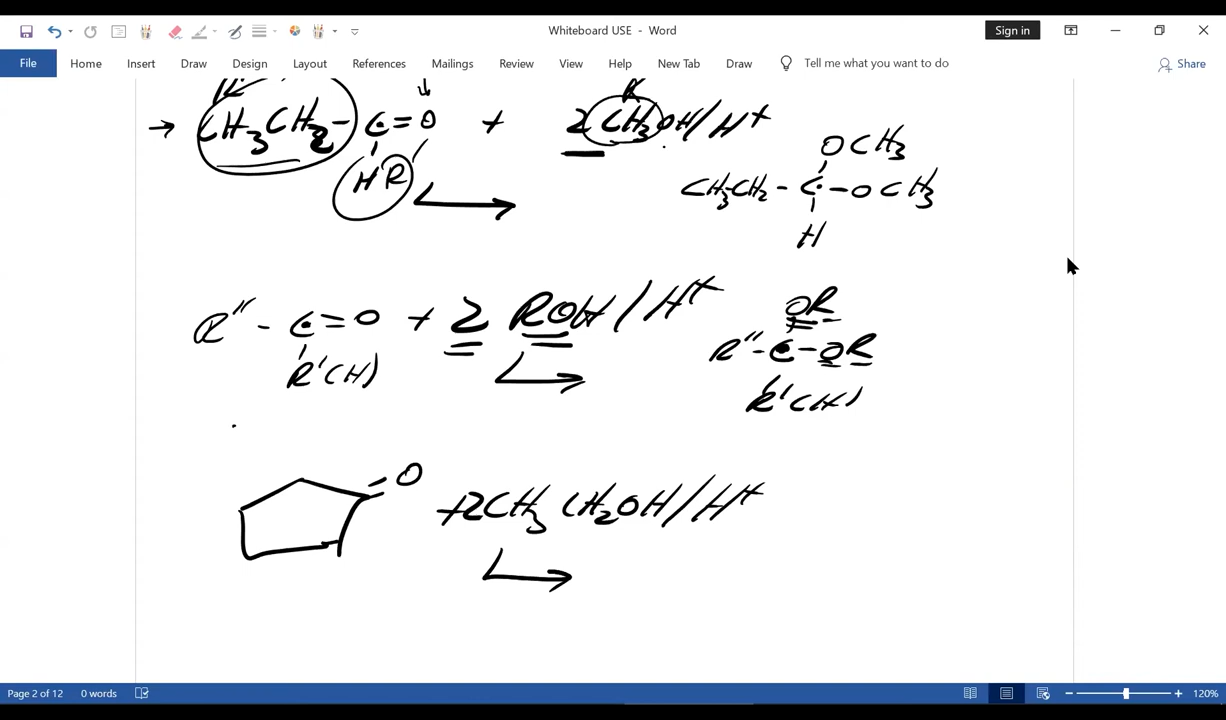 Whiteboard USE - Word
Sign in
File Home Insert Draw Design Layout References Mailings Review View Help New Tab Draw Tell me what you want to do Share
→ CH3CH2 - C = O + 2 CH3OH/H+
HR
OCH3
CH3CH2 - C - OCH3
H
R" - C = O + 2 ROH/H+
R'(H)
OR
R" - C - OR
R'(H)
=O +2CH3CH2OH/H+
Page 2 of 12 0 words 120%